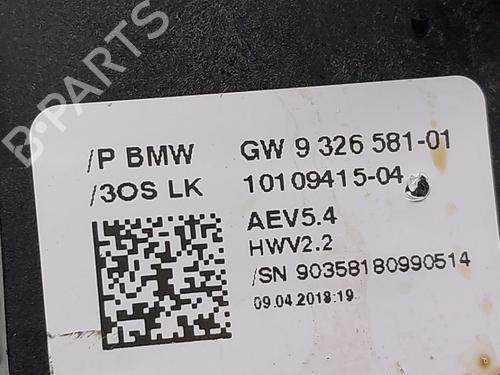 B-PARTS
/P BMW GW 9 326 581-01
/3OS LK 10109415-04
AEV5.4
HWV2.2
/SN 90358180990514
09.04.2018:19